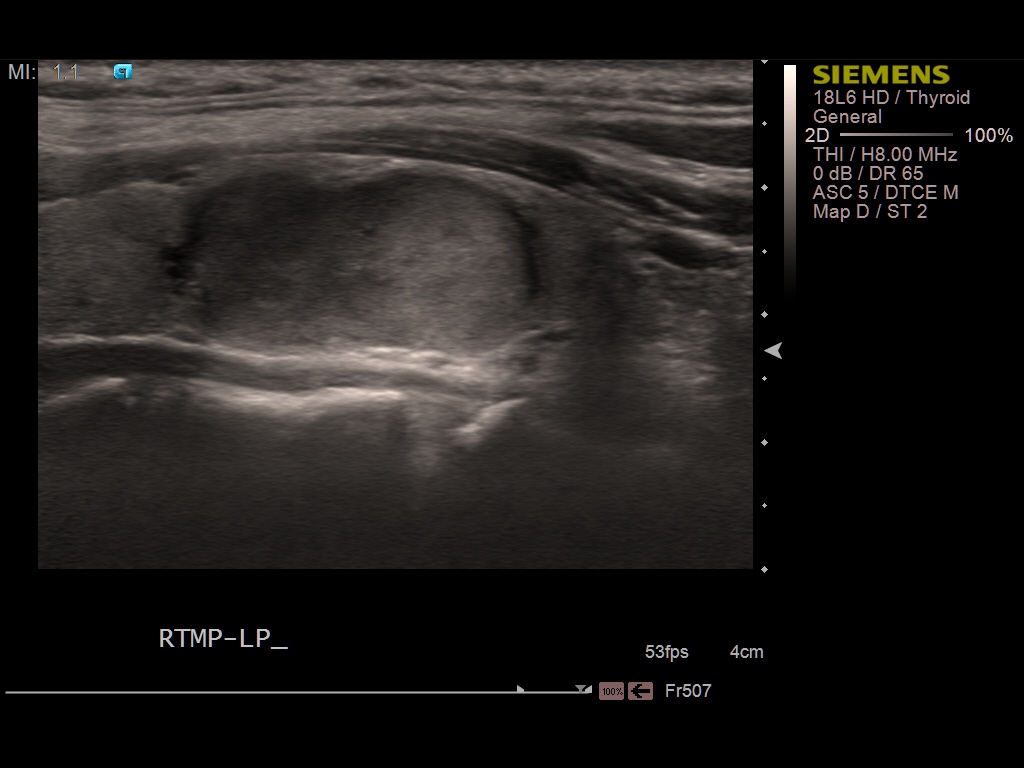 MI: 1.1
SIEMENS
18L6 HD / Thyroid
General
2D 100%
THI / H8.00 MHz
0 dB / DR 65
ASC 5 / DTCE M
Map D / ST 2
RTMP-LP_
53fps 4cm
100% Fr507